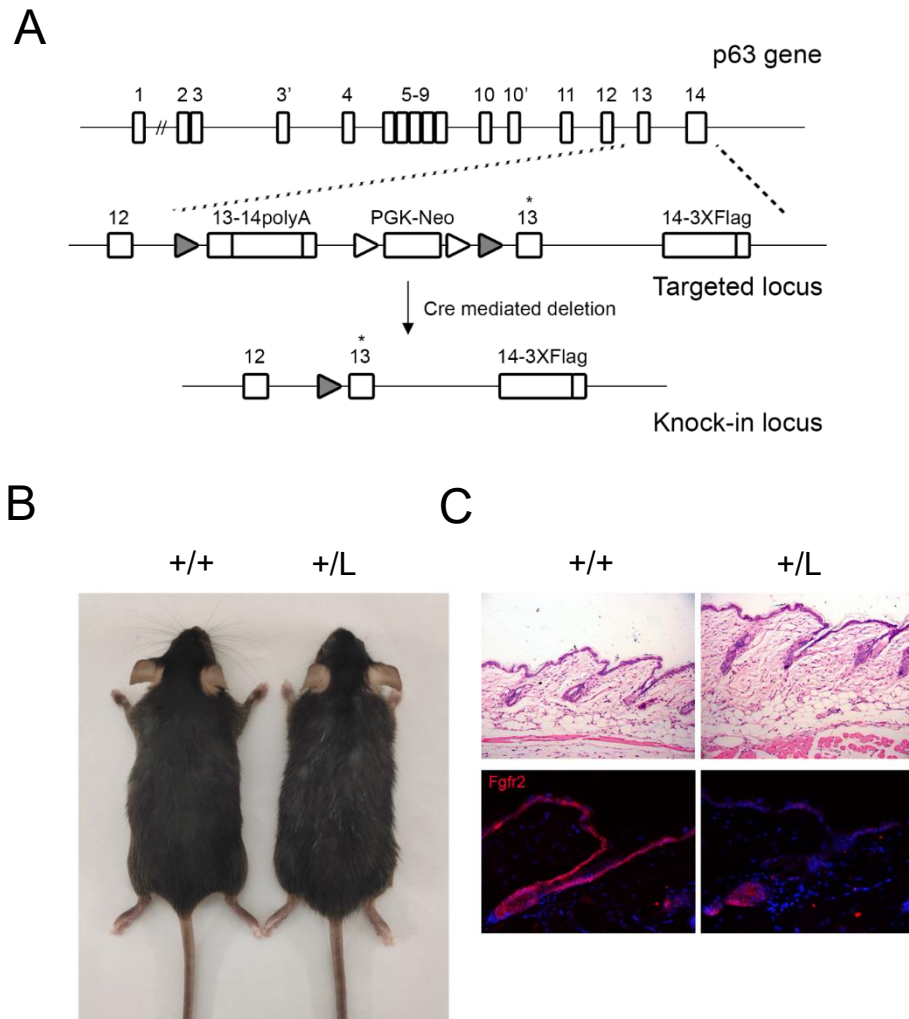 A
p63 gene
1 // 2 3 3' 4 5-9 10 10' 11 12 13 14
*
12 13-14polyA PGK-Neo 13 14-3XFlag
Targeted locus
Cre mediated deletion
*
12 13 14-3XFlag
Knock-in locus
B C
+/+ +/L +/+ +/L
Fgfr2